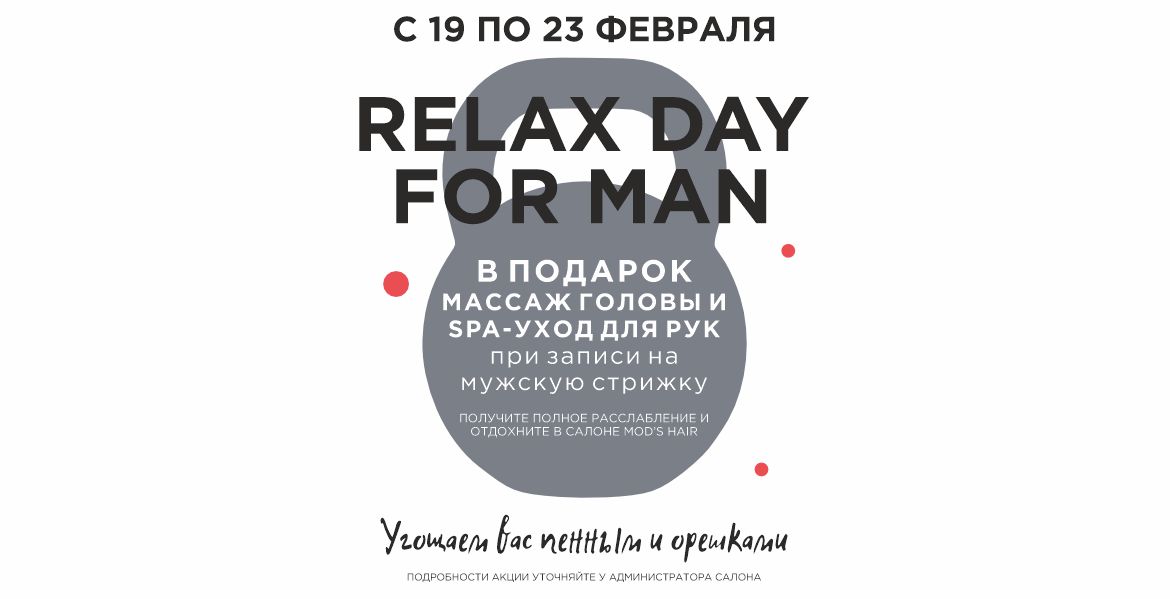 С 19 ПО 23 ФЕВРАЛЯ
RELAX DAY
FOR MAN
В ПОДАРОК
МАССАЖ ГОЛОВЫ И
SPA-УХОД ДЛЯ РУК
при записи на
мужскую стрижку
ПОЛУЧИТЕ ПОЛНОЕ РАССЛАБЛЕНИЕ И
ОТДОХНИТЕ В САЛОНЕ MOD'S HAIR
Угощаем вас пенным и орешками
ПОДРОБНОСТИ АКЦИИ УТОЧНЯЙТЕ У АДМИНИСТРАТОРА САЛОНА